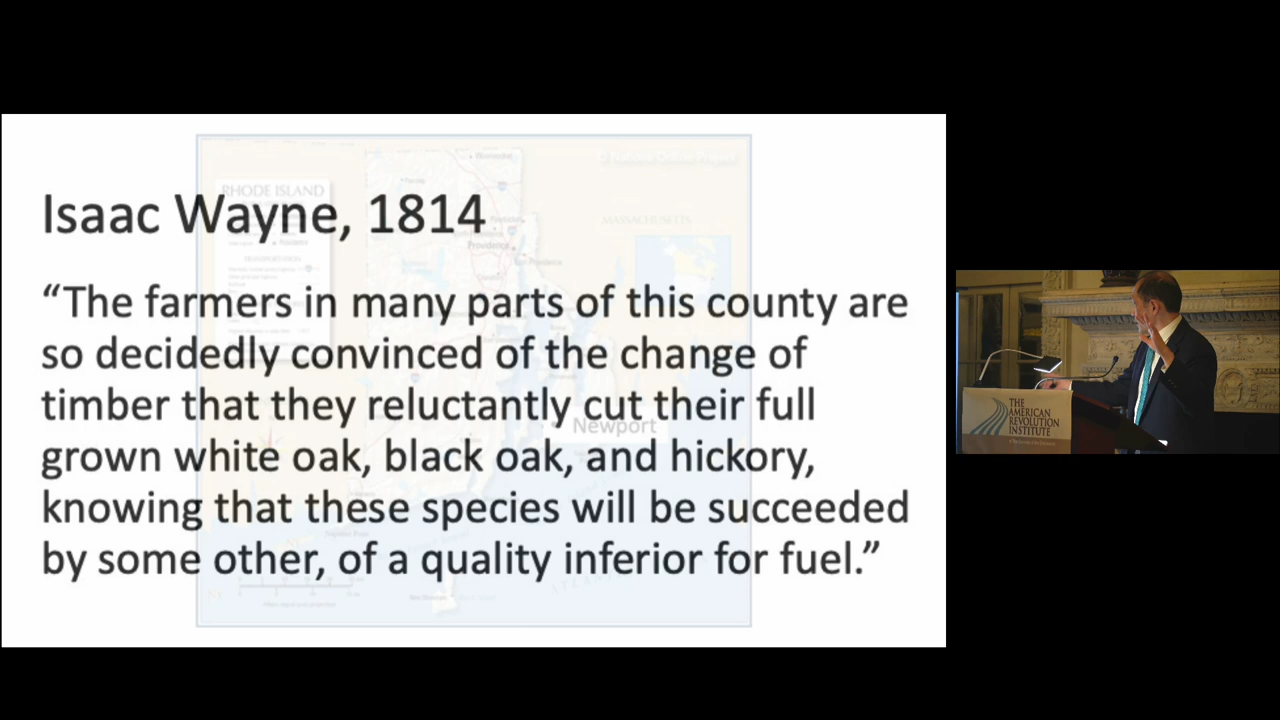 Isaac Wayne, 1814
“The farmers in many parts of this county are
so decidedly convinced of the change of
timber that they reluctantly cut their full
grown white oak, black oak, and hickory,
knowing that these species will be succeeded
by some other, of a quality inferior for fuel.”
RHODE ISLAND
MASSACHUSETTS
Providence
Newport
THE
AMERICAN
REVOLUTION
INSTITUTE